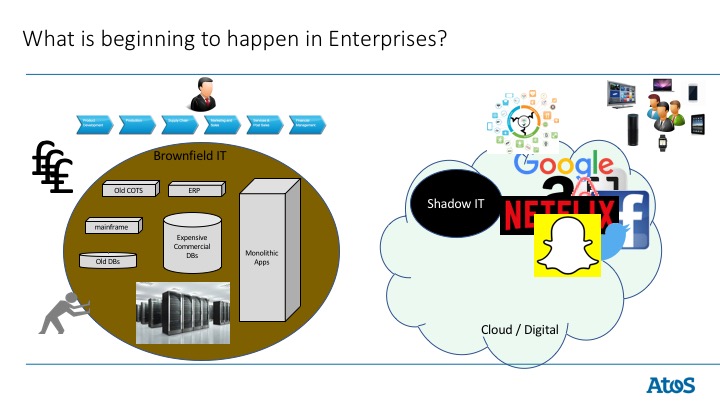 What is beginning to happen in Enterprises?
Product
Development
Production
Supply Chain
Marketing and
Sales
Services &
Post Sales
Financial
Management
£
£
£
Brownfield IT
Old COTS
ERP
mainframe
Old DBs
Expensive
Commercial
DBs
Monolithic
Apps
Google
Shadow IT
NETFLIX
f
Cloud / Digital
Atos